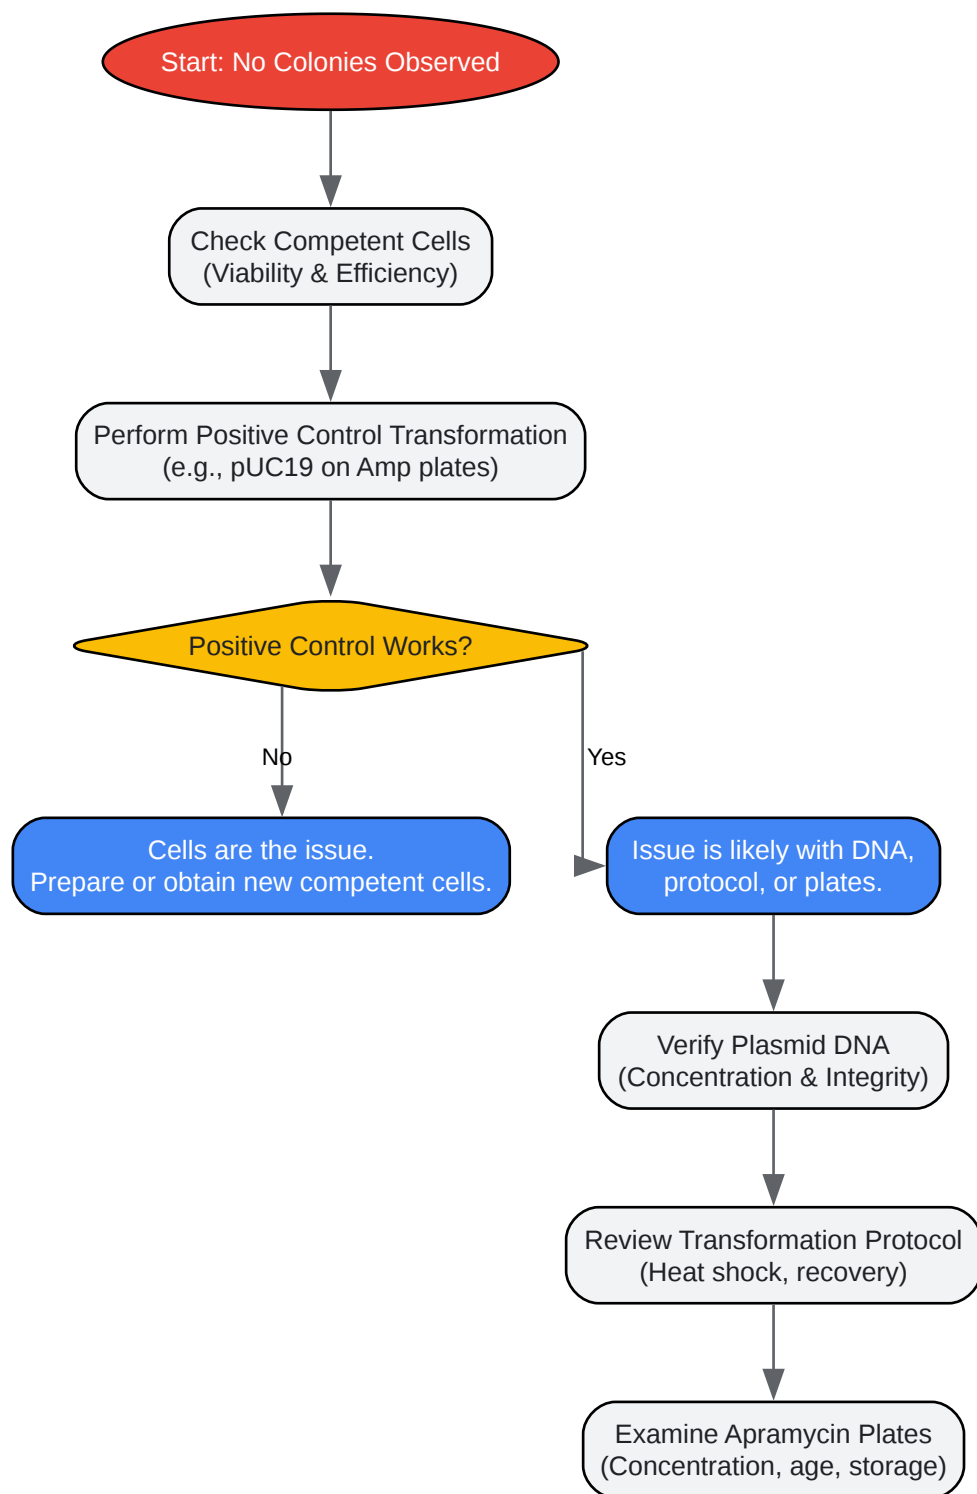 Start: No Colonies Observed
Check Competent Cells
(Viability & Efficiency)
Perform Positive Control Transformation
(e.g., pUC19 on Amp plates)
Positive Control Works?
No
Yes
Cells are the issue.
Prepare or obtain new competent cells.
Issue is likely with DNA,
protocol, or plates.
Verify Plasmid DNA
(Concentration & Integrity)
Review Transformation Protocol
(Heat shock, recovery)
Examine Apramycin Plates
(Concentration, age, storage)